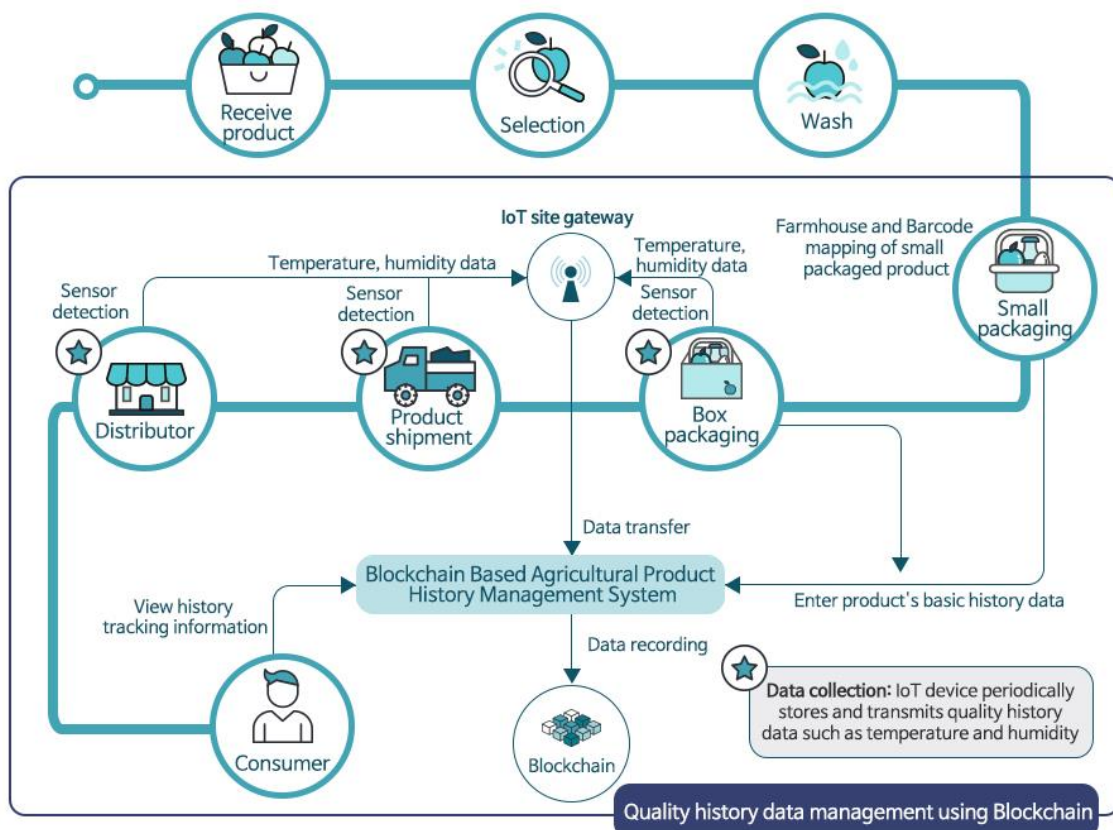 Receive
product
Selection
Wash
IoT site gateway
Farmhouse and Barcode
mapping of small
packaged product
Small
packaging
Temperature, humidity data
Temperature,
humidity data
Sensor
detection
Sensor
detection
Sensor
detection
Distributor
Product
shipment
Box
packaging
Data transfer
Blockchain Based Agricultural Product
History Management System
Enter product's basic history data
View history
tracking information
Data recording
Consumer
Blockchain
Data collection: IoT device periodically
stores and transmits quality history
data such as temperature and humidity
Quality history data management using Blockchain